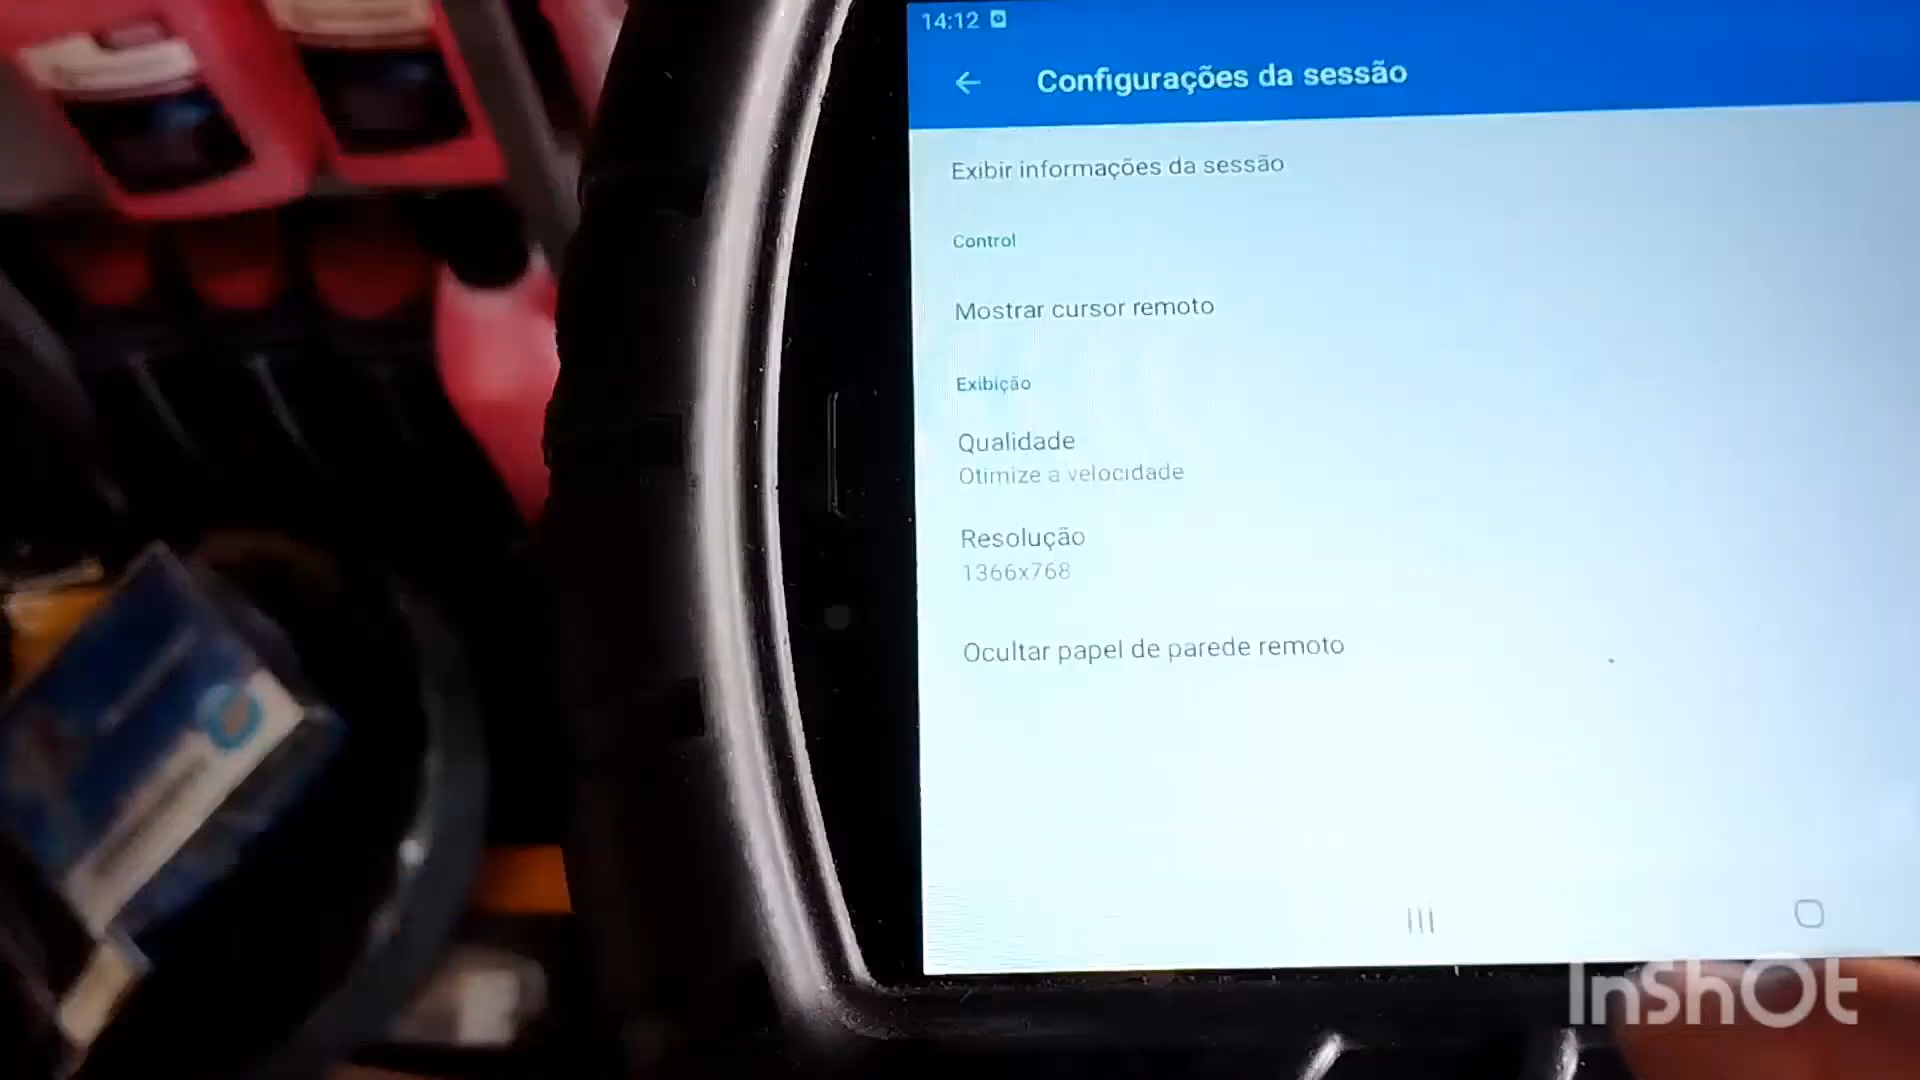 14:12
Configurações da sessão
Exibir informações da sessão
Control
Mostrar cursor remoto
Exibição
Qualidade
Otimize a velocidade
Resolução
1366x768
Ocultar papel de parede remoto
InShOt